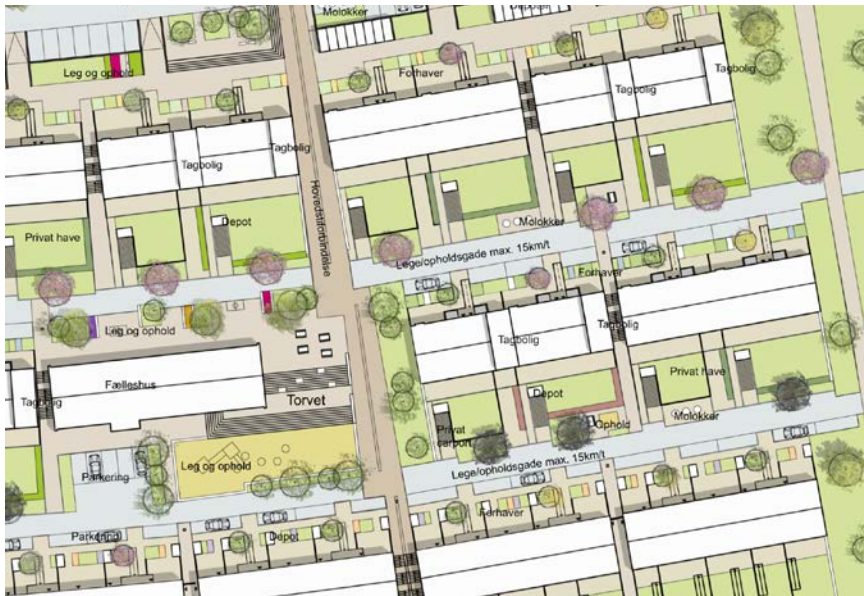 Molokker
Depoter
Leg og ophold
Forhaver
Tagbolig
Tagbolig
Tagbolig
Tagbolig
Tagbolig
Hovedstiforbindelse
Depot
Privat have
Molokker
Lege/opholdsgade max. 15km/t
Forhaver
Leg og ophold
Tagbolig
Tagbolig
Fælleshus
Tagbolig
Torvet
Privat have
Depot
Molokker
Ophold
Privat
carport
Leg og ophold
Parkering
Lege/opholdsgade max. 15km/t
Forhaver
Parkering
Depot